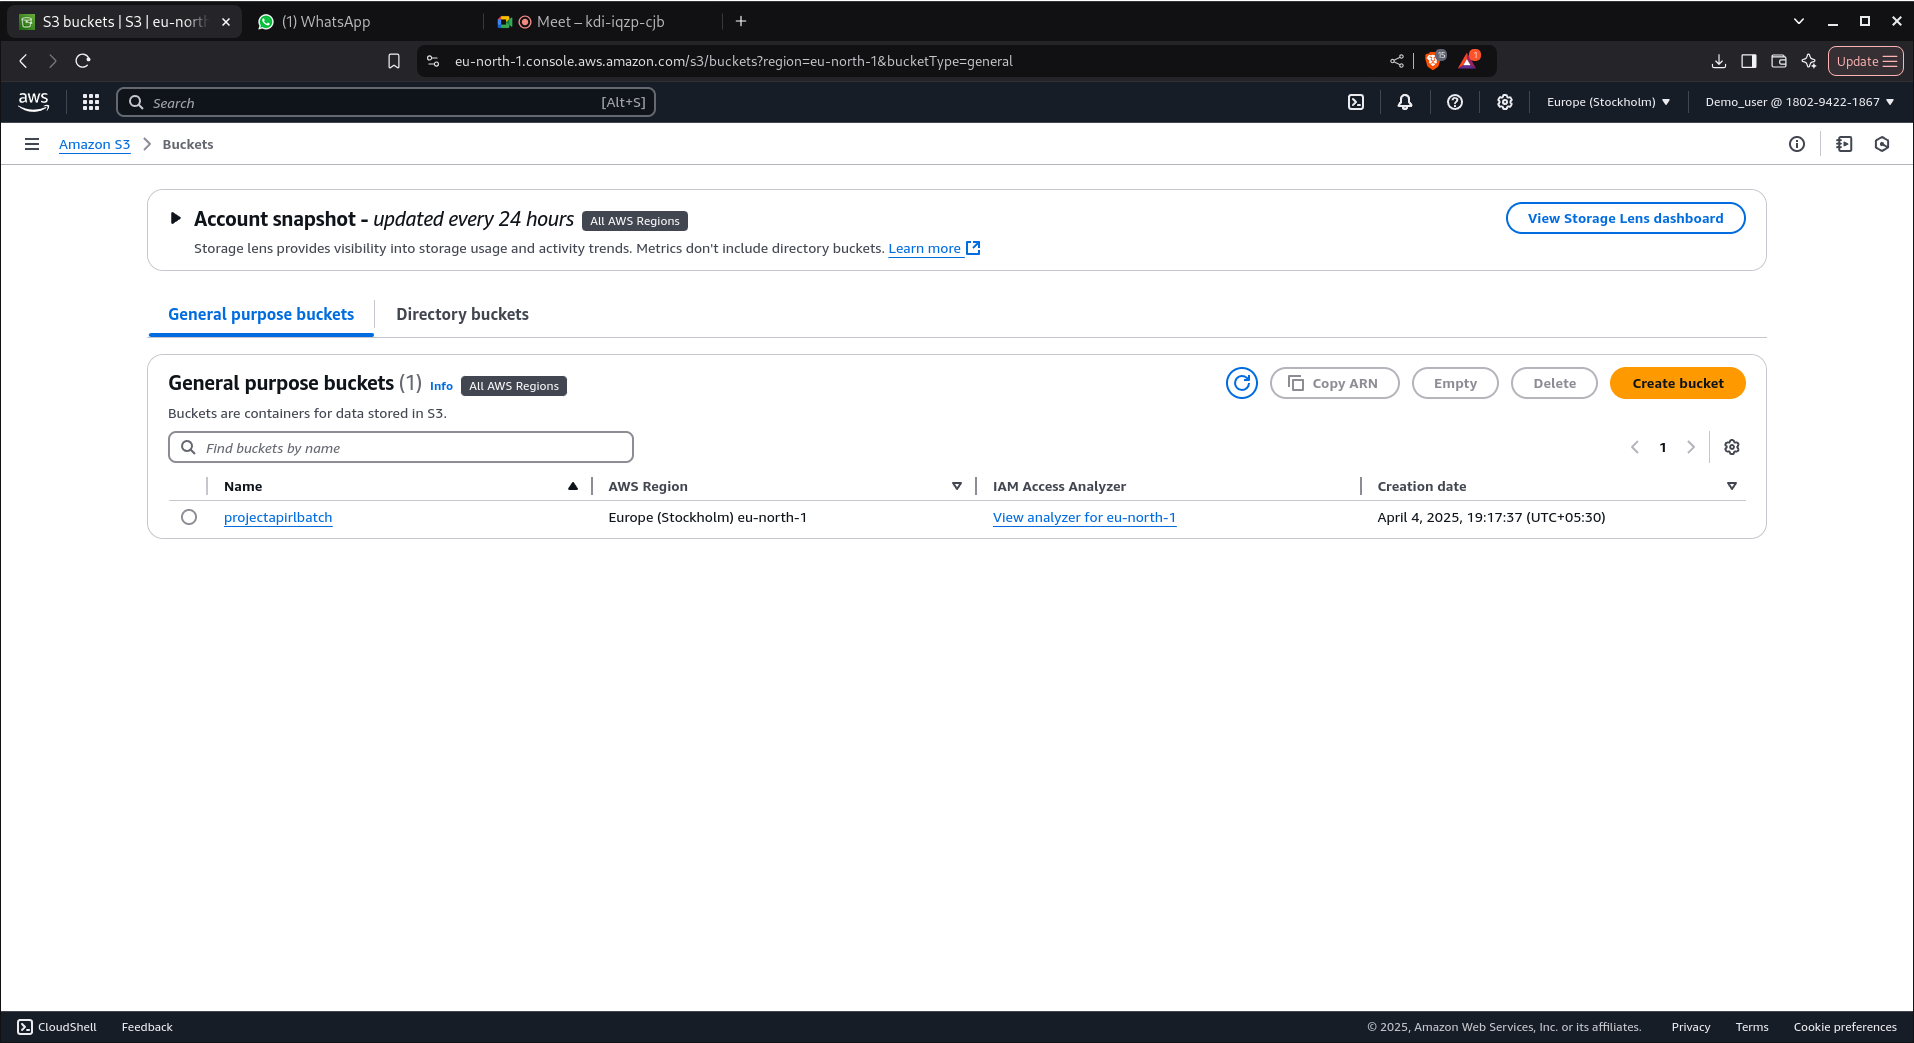 S3 buckets | S3 | eu-nort
(1) WhatsApp
Meet – kdi-iqzp-cjb
eu-north-1.console.aws.amazon.com/s3/buckets?region=eu-north-1&bucketType=general
15
1
Update
aws
Search
[Alt+S]
Europe (Stockholm)
Demo_user @ 1802-9422-1867
Amazon S3
Buckets
Account snapshot - updated every 24 hours
All AWS Regions
View Storage Lens dashboard
Storage lens provides visibility into storage usage and activity trends. Metrics don't include directory buckets. Learn more
General purpose buckets
Directory buckets
General purpose buckets (1) Info
All AWS Regions
Copy ARN
Empty
Delete
Create bucket
Buckets are containers for data stored in S3.
Find buckets by name
1
Name
AWS Region
IAM Access Analyzer
Creation date
projectapirlbatch
Europe (Stockholm) eu-north-1
View analyzer for eu-north-1
April 4, 2025, 19:17:37 (UTC+05:30)
CloudShell
Feedback
© 2025, Amazon Web Services, Inc. or its affiliates.
Privacy
Terms
Cookie preferences